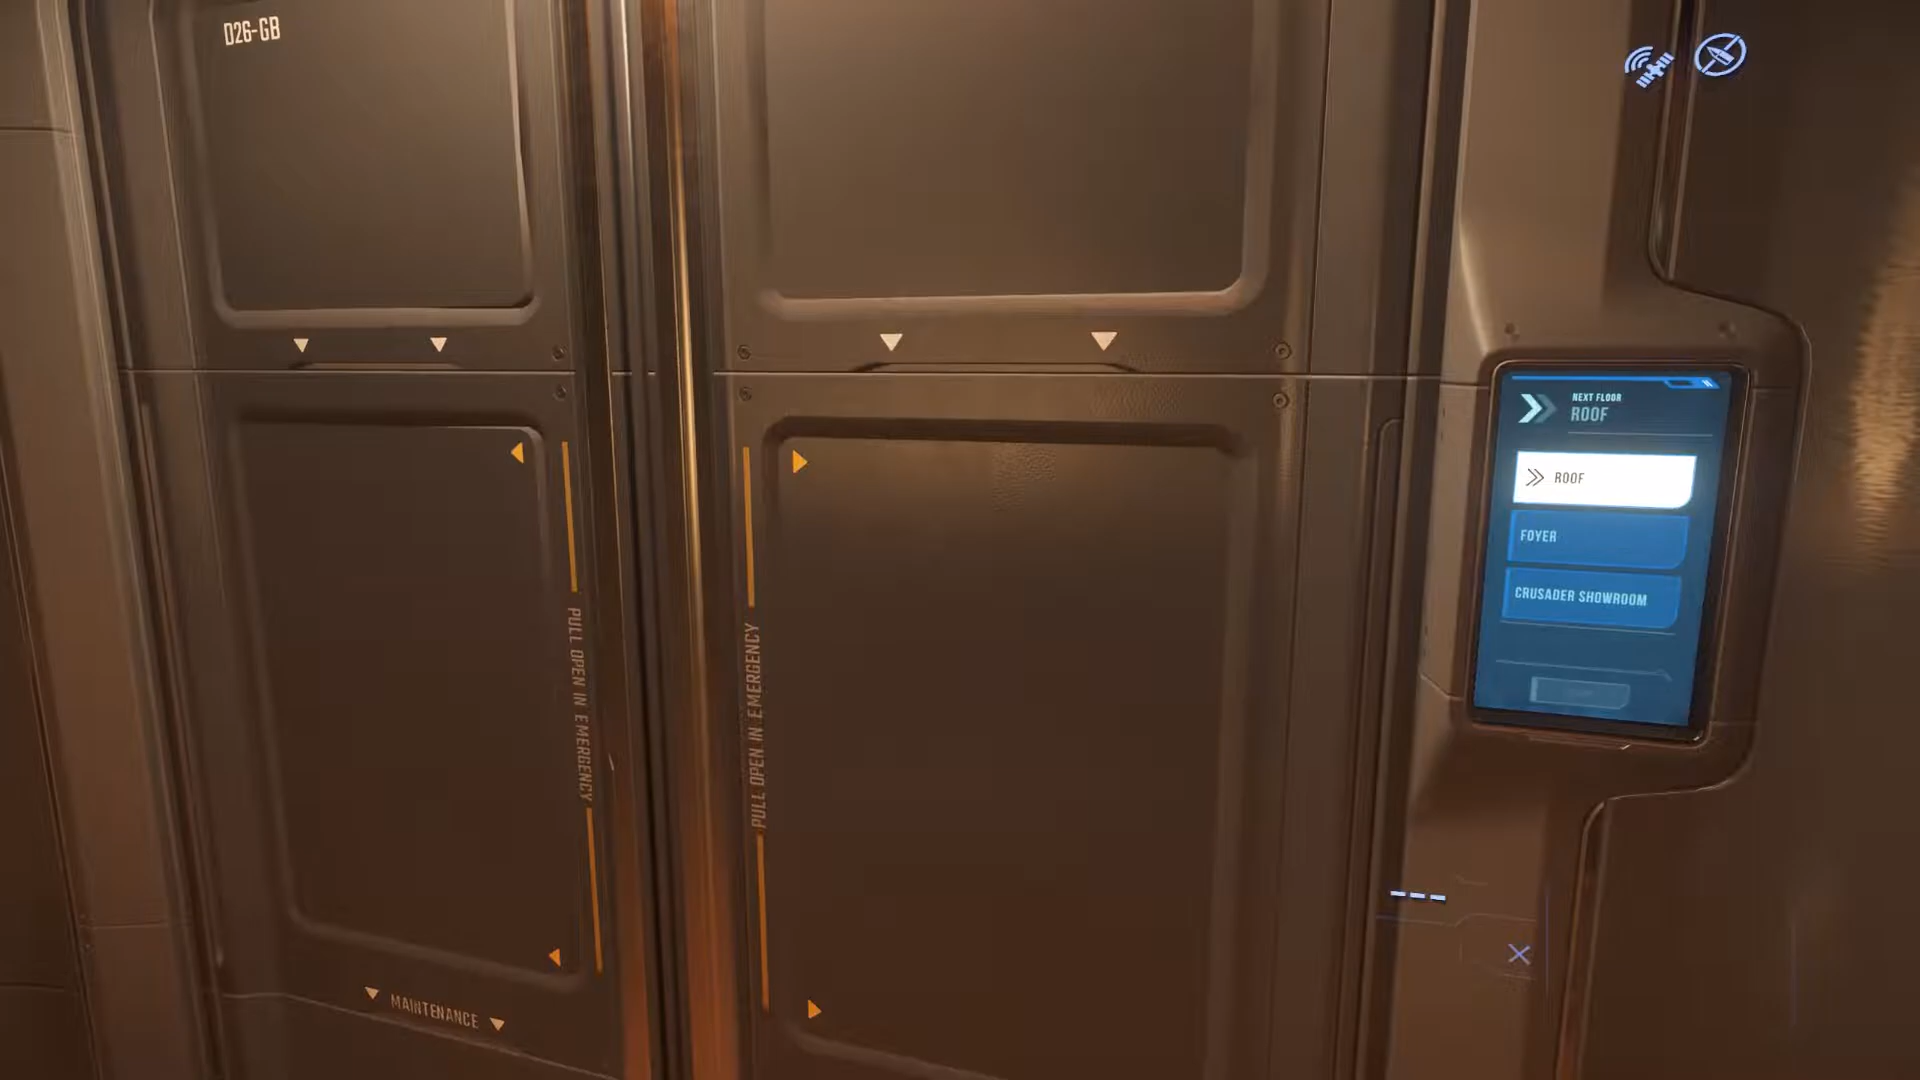 D26-GB
NEXT FLOOR
ROOF
ROOF
FOYER
CRUSADER SHOWROOM
PULL OPEN IN EMERGENCY
PULL OPEN IN EMERGENCY
MAINTENANCE